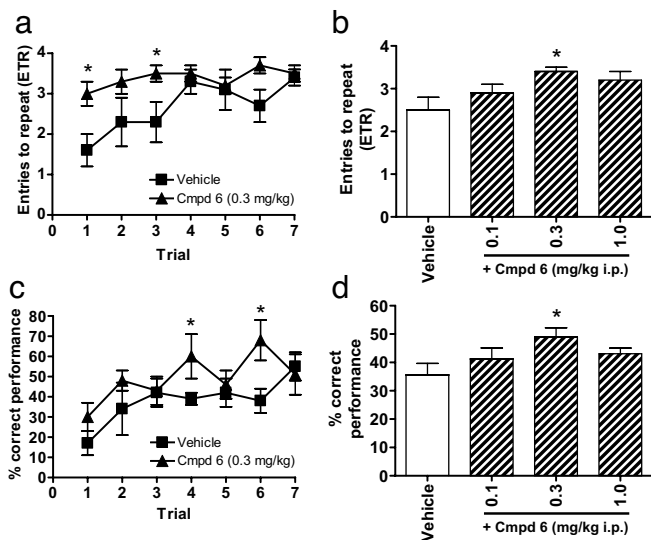 a
Entries to repeat (ETR)
4
3
2
1
0
*
*
Vehicle
Cmpd 6 (0.3 mg/kg)
0 1 2 3 4 5 6 7
Trial
b
Entries to repeat
(ETR)
4
3
2
1
0
*
Vehicle
0.1
0.3
1.0
+ Cmpd 6 (mg/kg i.p.)
c
% correct performance
80
70
60
50
40
30
20
10
0
*
*
Vehicle
Cmpd 6 (0.3 mg/kg)
0 1 2 3 4 5 6 7
Trial
d
% correct
performance
60
50
40
30
20
10
0
*
Vehicle
0.1
0.3
1.0
+ Cmpd 6 (mg/kg i.p.)